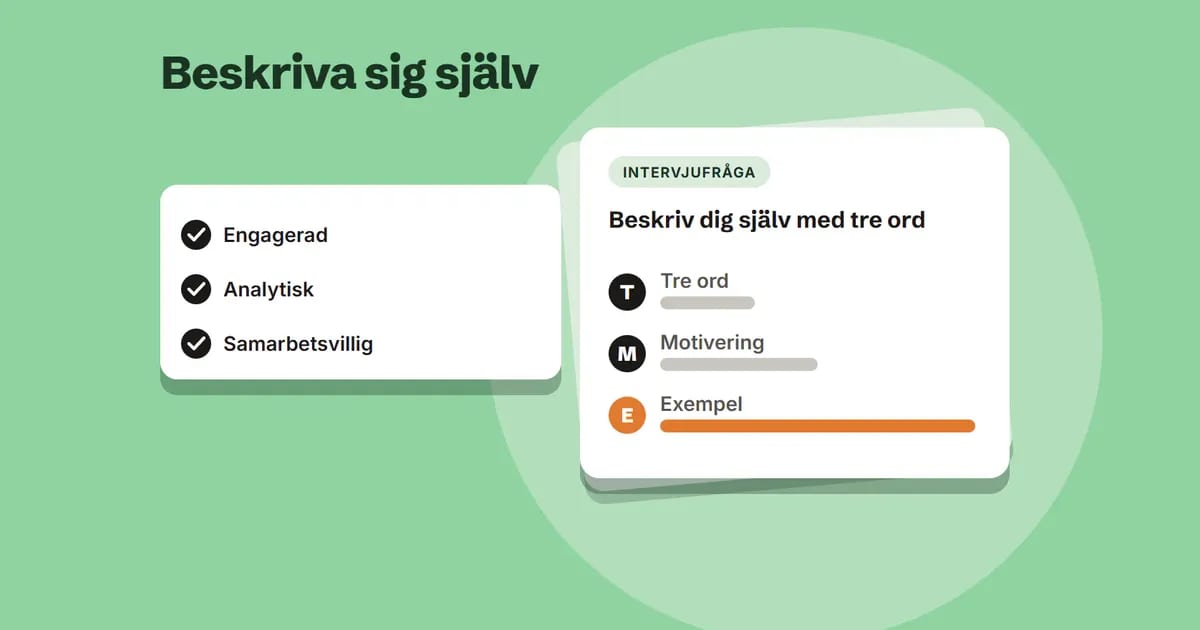 Beskriva sig själv
Engagerad
Analytisk
Samarbetsvillig
INTERVJUFRÅGA
Beskriv dig själv med tre ord
T Tre ord
M Motivering
E Exempel